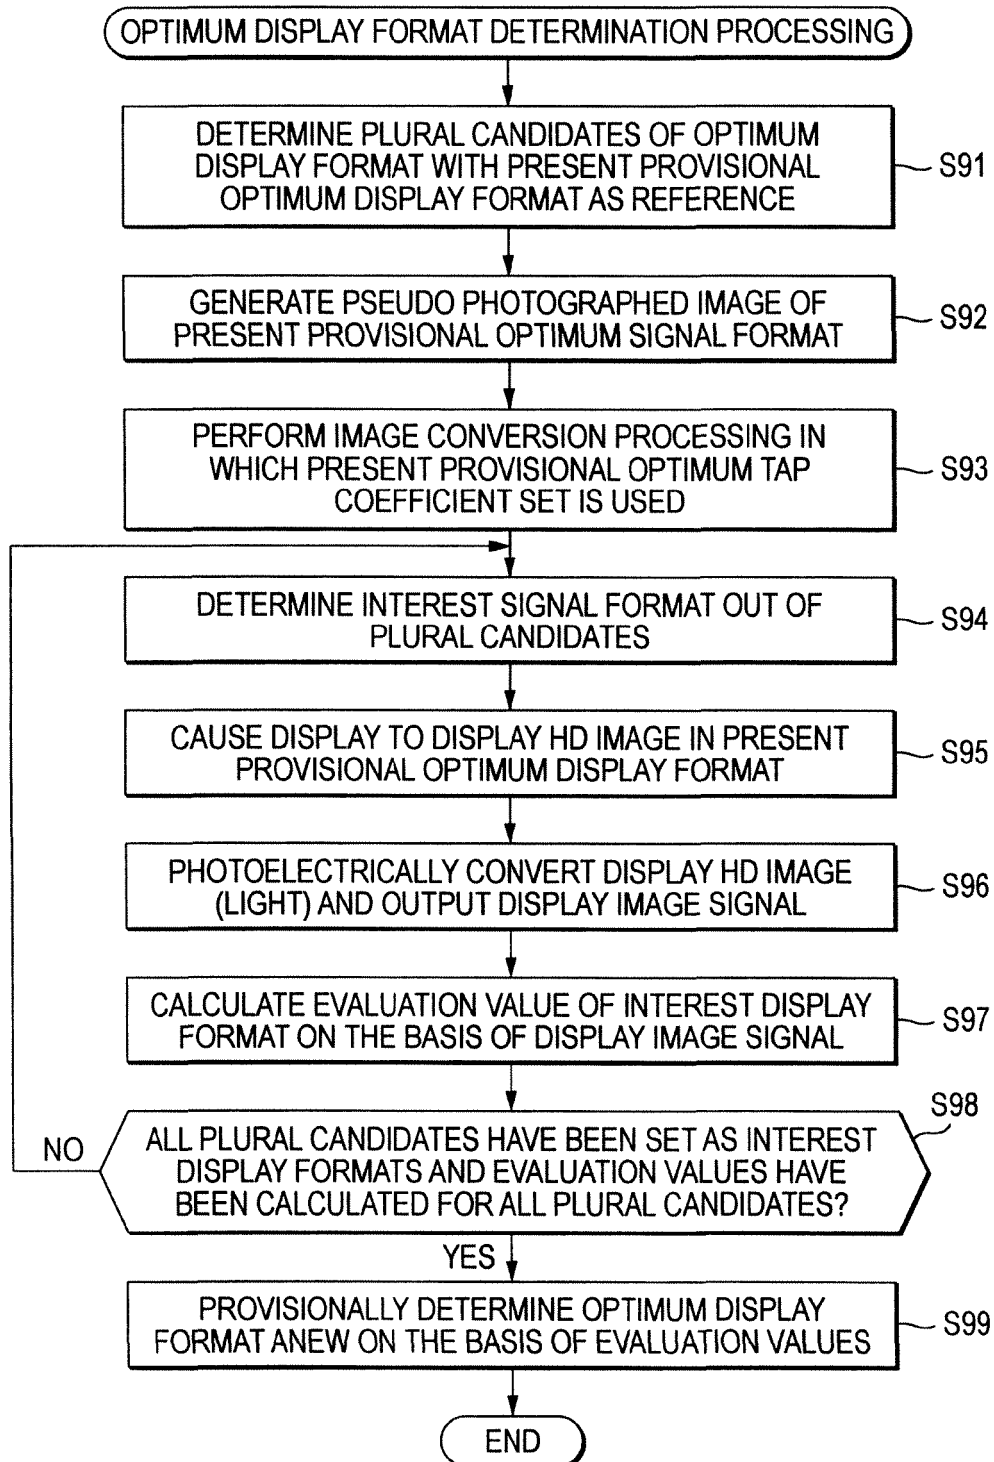 OPTIMUM DISPLAY FORMAT DETERMINATION PROCESSING
DETERMINE PLURAL CANDIDATES OF OPTIMUM
DISPLAY FORMAT WITH PRESENT PROVISIONAL
OPTIMUM DISPLAY FORMAT AS REFERENCE
S91
GENERATE PSEUDO PHOTOGRAPHED IMAGE OF
PRESENT PROVISIONAL OPTIMUM SIGNAL FORMAT
S92
PERFORM IMAGE CONVERSION PROCESSING IN
WHICH PRESENT PROVISIONAL OPTIMUM TAP
COEFFICIENT SET IS USED
S93
DETERMINE INTEREST SIGNAL FORMAT OUT OF
PLURAL CANDIDATES
S94
CAUSE DISPLAY TO DISPLAY HD IMAGE IN PRESENT
PROVISIONAL OPTIMUM DISPLAY FORMAT
S95
PHOTOELECTRICALLY CONVERT DISPLAY HD IMAGE
(LIGHT) AND OUTPUT DISPLAY IMAGE SIGNAL
S96
CALCULATE EVALUATION VALUE OF INTEREST DISPLAY
FORMAT ON THE BASIS OF DISPLAY IMAGE SIGNAL
S97
S98
NO
ALL PLURAL CANDIDATES HAVE BEEN SET AS INTEREST
DISPLAY FORMATS AND EVALUATION VALUES HAVE
BEEN CALCULATED FOR ALL PLURAL CANDIDATES?
YES
PROVISIONALLY DETERMINE OPTIMUM DISPLAY
FORMAT ANEW ON THE BASIS OF EVALUATION VALUES
S99
END